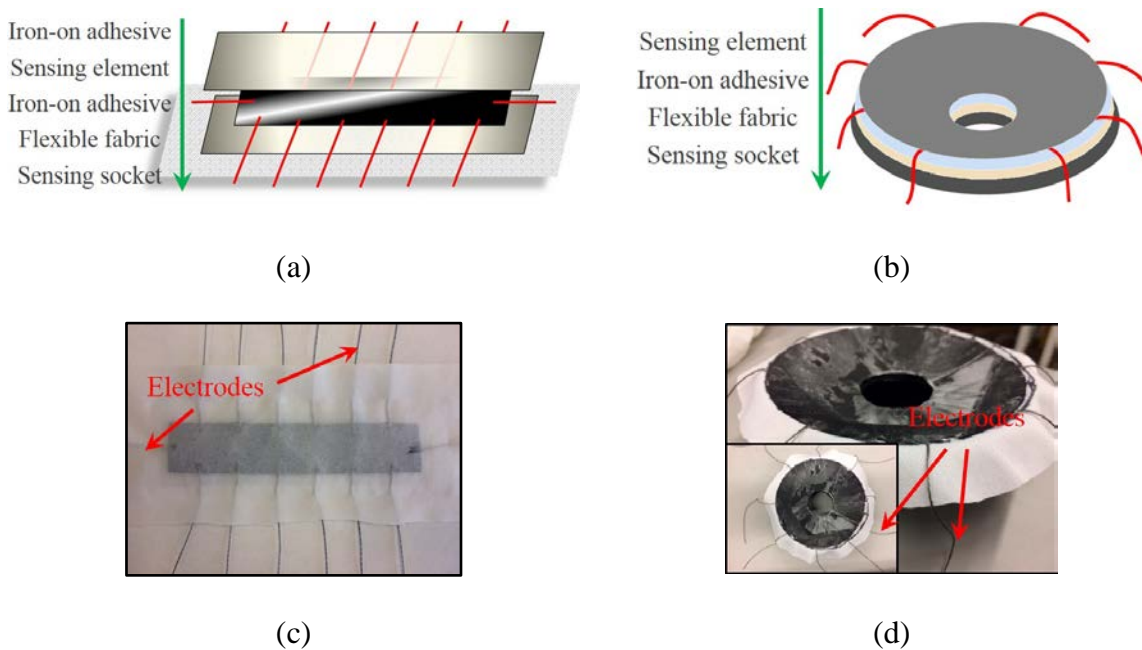 Iron-on adhesive
Sensing element
Iron-on adhesive
Flexible fabric
Sensing socket
(a)
Sensing element
Iron-on adhesive
Flexible fabric
Sensing socket
(b)
Electrodes
(c)
Electrodes
(d)